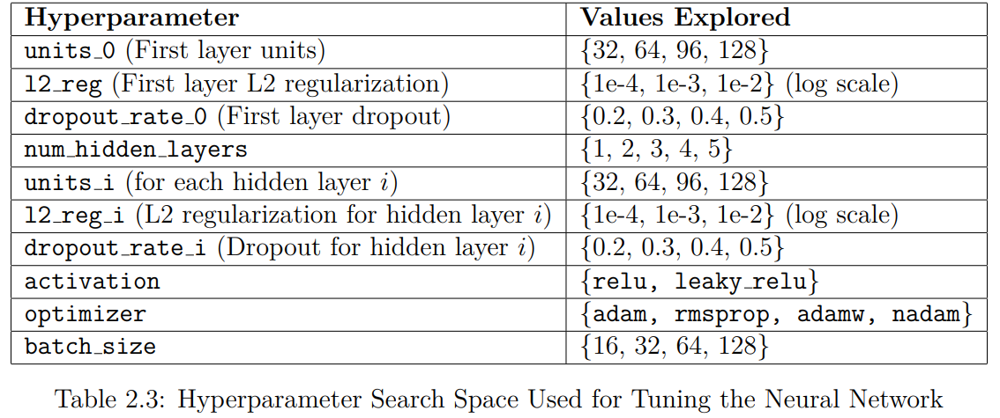 Hyperparameter Values Explored
units_0 (First layer units) {32, 64, 96, 128}
l2_reg (First layer L2 regularization) {1e-4, 1e-3, 1e-2} (log scale)
dropout_rate_0 (First layer dropout) {0.2, 0.3, 0.4, 0.5}
num_hidden_layers {1, 2, 3, 4, 5}
units_i (for each hidden layer i) {32, 64, 96, 128}
l2_reg_i (L2 regularization for hidden layer i) {1e-4, 1e-3, 1e-2} (log scale)
dropout_rate_i (Dropout for hidden layer i) {0.2, 0.3, 0.4, 0.5}
activation {relu, leaky_relu}
optimizer {adam, rmsprop, adamw, nadam}
batch_size {16, 32, 64, 128}
Table 2.3: Hyperparameter Search Space Used for Tuning the Neural Network